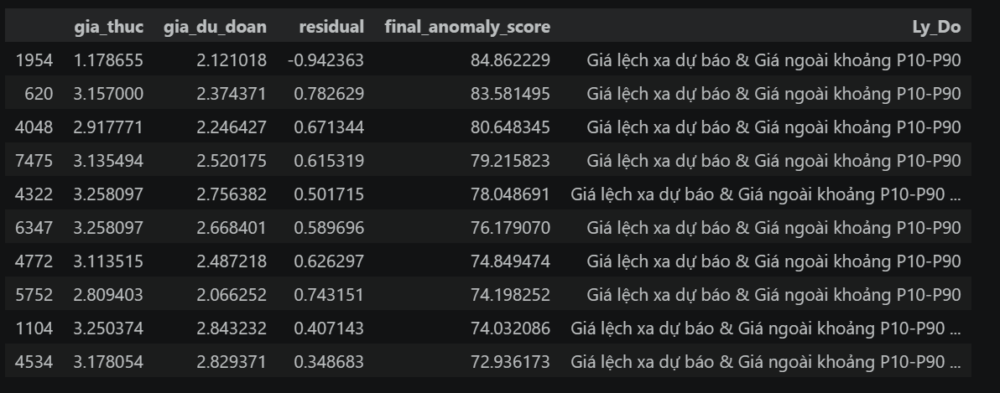 gia_thuc gia_du_doan residual final_anomaly_score Ly_Do
1954 1.178655 2.121018 -0.942363 84.862229 Giá lệch xa dự báo & Giá ngoài khoảng P10-P90
620 3.157000 2.374371 0.782629 83.581495 Giá lệch xa dự báo & Giá ngoài khoảng P10-P90
4048 2.917771 2.246427 0.671344 80.648345 Giá lệch xa dự báo & Giá ngoài khoảng P10-P90
7475 3.135494 2.520175 0.615319 79.215823 Giá lệch xa dự báo & Giá ngoài khoảng P10-P90
4322 3.258097 2.756382 0.501715 78.048691 Giá lệch xa dự báo & Giá ngoài khoảng P10-P90 ...
6347 3.258097 2.668401 0.589696 76.179070 Giá lệch xa dự báo & Giá ngoài khoảng P10-P90
4772 3.113515 2.487218 0.626297 74.849474 Giá lệch xa dự báo & Giá ngoài khoảng P10-P90
5752 2.809403 2.066252 0.743151 74.198252 Giá lệch xa dự báo & Giá ngoài khoảng P10-P90
1104 3.250374 2.843232 0.407143 74.032086 Giá lệch xa dự báo & Giá ngoài khoảng P10-P90 ...
4534 3.178054 2.829371 0.348683 72.936173 Giá lệch xa dự báo & Giá ngoài khoảng P10-P90 ...